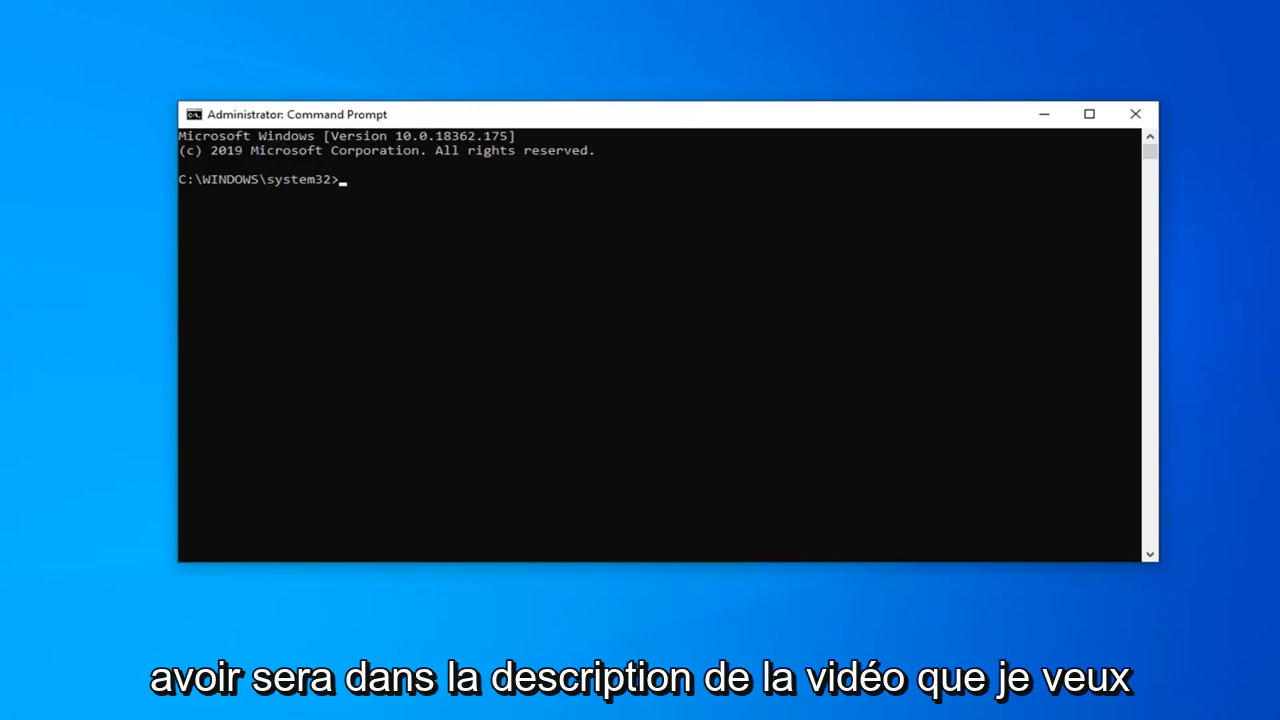 Administrator: Command Prompt
Microsoft Windows [Version 10.0.18362.175]
(c) 2019 Microsoft Corporation. All rights reserved.
C:\WINDOWS\system32>
avoir sera dans la description de la vidéo que je veux